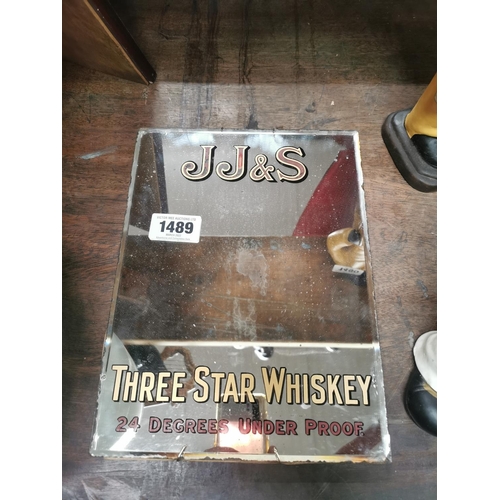 JJ&S
1489
THREE STAR WHISKEY
24 DEGREES UNDER PROOF.